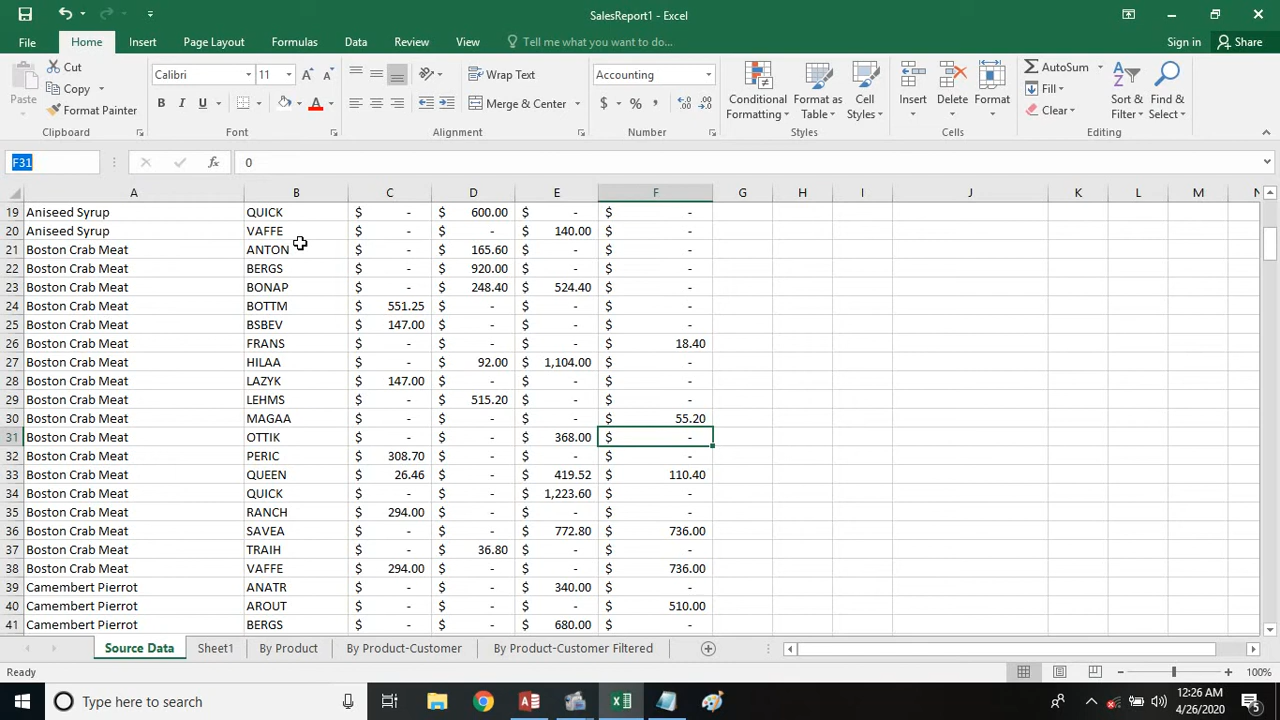 SalesReport1 - Excel
File Home Insert Page Layout Formulas Data Review View Tell me what you want to do... Sign in Share
Paste Cut Copy Format Painter Clipboard
Calibri 11 B I U Font
Wrap Text Merge & Center Alignment
Accounting $ % Number
Conditional Formatting Format as Table Cell Styles Styles
Insert Delete Format Cells
AutoSum Fill Clear Sort & Filter Find & Select Editing
F31 fx 0
A B C D E F G H I J K L M N
19 Aniseed Syrup QUICK $ - $ 600.00 $ - $ -
20 Aniseed Syrup VAFFE $ - $ - $ 140.00 $ -
21 Boston Crab Meat ANTON $ - $ 165.60 $ - $ -
22 Boston Crab Meat BERGS $ - $ 920.00 $ - $ -
23 Boston Crab Meat BONAP $ - $ 248.40 $ 524.40 $ -
24 Boston Crab Meat BOTTM $ 551.25 $ - $ - $ -
25 Boston Crab Meat BSBEV $ 147.00 $ - $ - $ -
26 Boston Crab Meat FRANS $ - $ - $ - $ 18.40
27 Boston Crab Meat HILAA $ - $ 92.00 $ 1,104.00 $ -
28 Boston Crab Meat LAZYK $ 147.00 $ - $ - $ -
29 Boston Crab Meat LEHMS $ - $ 515.20 $ - $ -
30 Boston Crab Meat MAGAA $ - $ - $ - $ 55.20
31 Boston Crab Meat OTTIK $ - $ - $ 368.00 $ -
32 Boston Crab Meat PERIC $ 308.70 $ - $ - $ -
33 Boston Crab Meat QUEEN $ 26.46 $ - $ 419.52 $ 110.40
34 Boston Crab Meat QUICK $ - $ - $ 1,223.60 $ -
35 Boston Crab Meat RANCH $ 294.00 $ - $ - $ -
36 Boston Crab Meat SAVEA $ - $ - $ 772.80 $ 736.00
37 Boston Crab Meat TRAIH $ - $ 36.80 $ - $ -
38 Boston Crab Meat VAFFE $ 294.00 $ - $ - $ 736.00
39 Camembert Pierrot ANATR $ - $ - $ 340.00 $ -
40 Camembert Pierrot AROUT $ - $ - $ - $ 510.00
41 Camembert Pierrot BERGS $ - $ - $ 680.00 $ -
Source Data Sheet1 By Product By Product-Customer By Product-Customer Filtered
Ready 100%
Type here to search 12:26 AM
4/26/2020 5